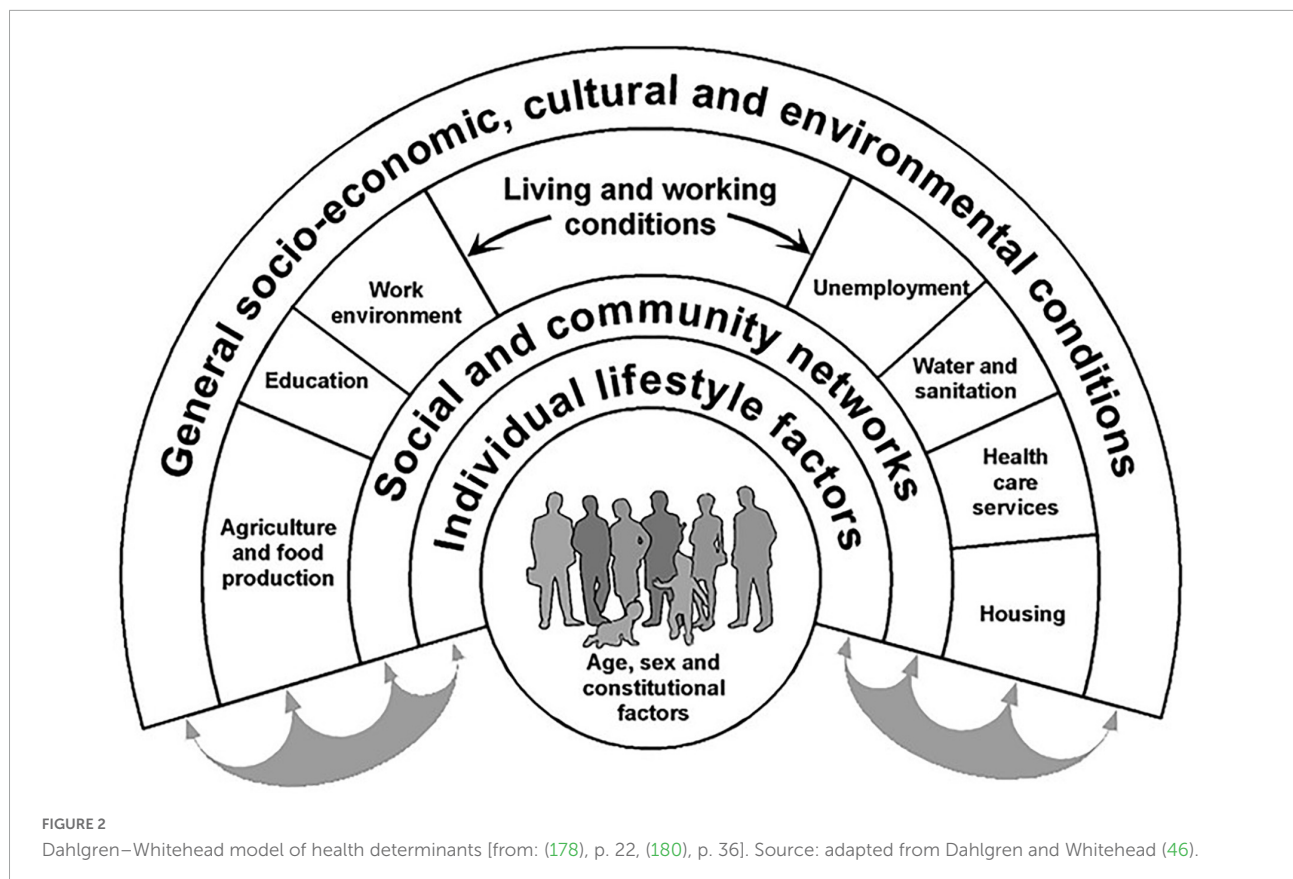 General socio-economic, cultural and environmental conditions
Living and working
conditions
Work
environment
Unemployment
Education
Water and
sanitation
Social and community networks
Individual lifestyle factors
Health
care
services
Agriculture
and food
production
Housing
Age, sex and
constitutional
factors
FIGURE 2
Dahlgren–Whitehead model of health determinants [from: (178), p. 22, (180), p. 36]. Source: adapted from Dahlgren and Whitehead (46).